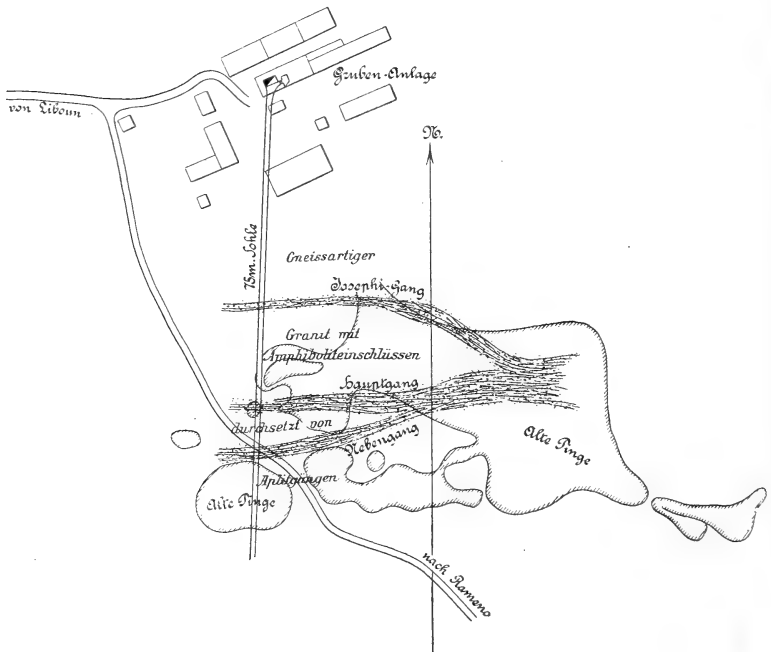 Gruben-Anlage
von Liboun
N.
75m. Sohle
Gneissartiger
Josephi-Gang
Granit mit
Amphiboliteinschlüssen
Hauptgang
durchsetzt von
Nebengang
Alte Pinge
Aplitgängen
Alte Pinge
nach Rameno